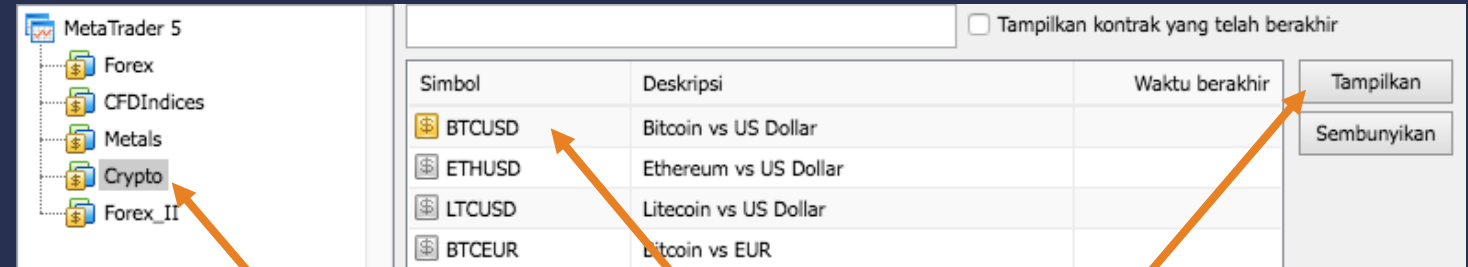 MetaTrader 5
Forex
CFDIndices
Metals
Crypto
Forex_II
Tampilkan kontrak yang telah berakhir
Simbol Deskripsi Waktu berakhir
BTCUSD Bitcoin vs US Dollar
ETHUSD Ethereum vs US Dollar
LTCUSD Litecoin vs US Dollar
BTCEUR Bitcoin vs EUR
Tampilkan
Sembunyikan